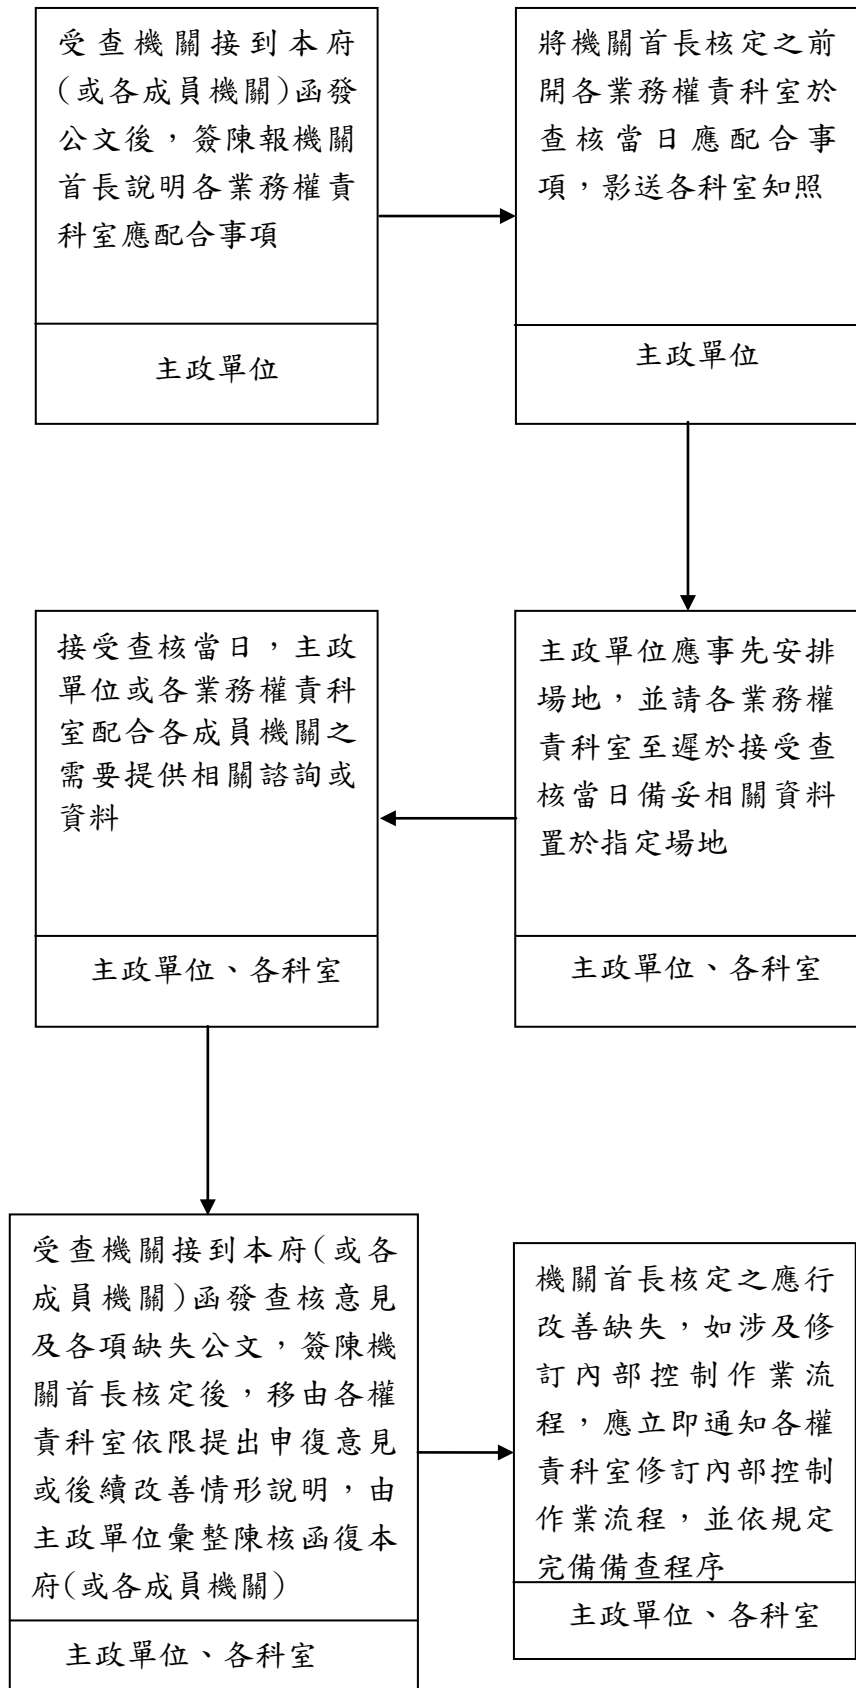 受查機關接到本府
(或各成員機關)函發
公文後，簽陳報機關
首長說明各業務權責
科室應配合事項
主政單位
將機關首長核定之前
開各業務權責科室於
查核當日應配合事
項，影送各科室知照
主政單位
主政單位應事先安排
場地，並請各業務權
責科室至遲於接受查
核當日備妥相關資料
置於指定場地
主政單位、各科室
接受查核當日，主政
單位或各業務權責科
室配合各成員機關之
需要提供相關諮詢或
資料
主政單位、各科室
受查機關接到本府(或各
成員機關)函發查核意見
及各項缺失公文，簽陳機
關首長核定後，移由各權
責科室依限提出申復意見
或後續改善情形說明，由
主政單位彙整陳核函復本
府(或各成員機關)
主政單位、各科室
機關首長核定之應行
改善缺失，如涉及修
訂內部控制作業流
程，應立即通知各權
責科室修訂內部控制
作業流程，並依規定
完備備查程序
主政單位、各科室